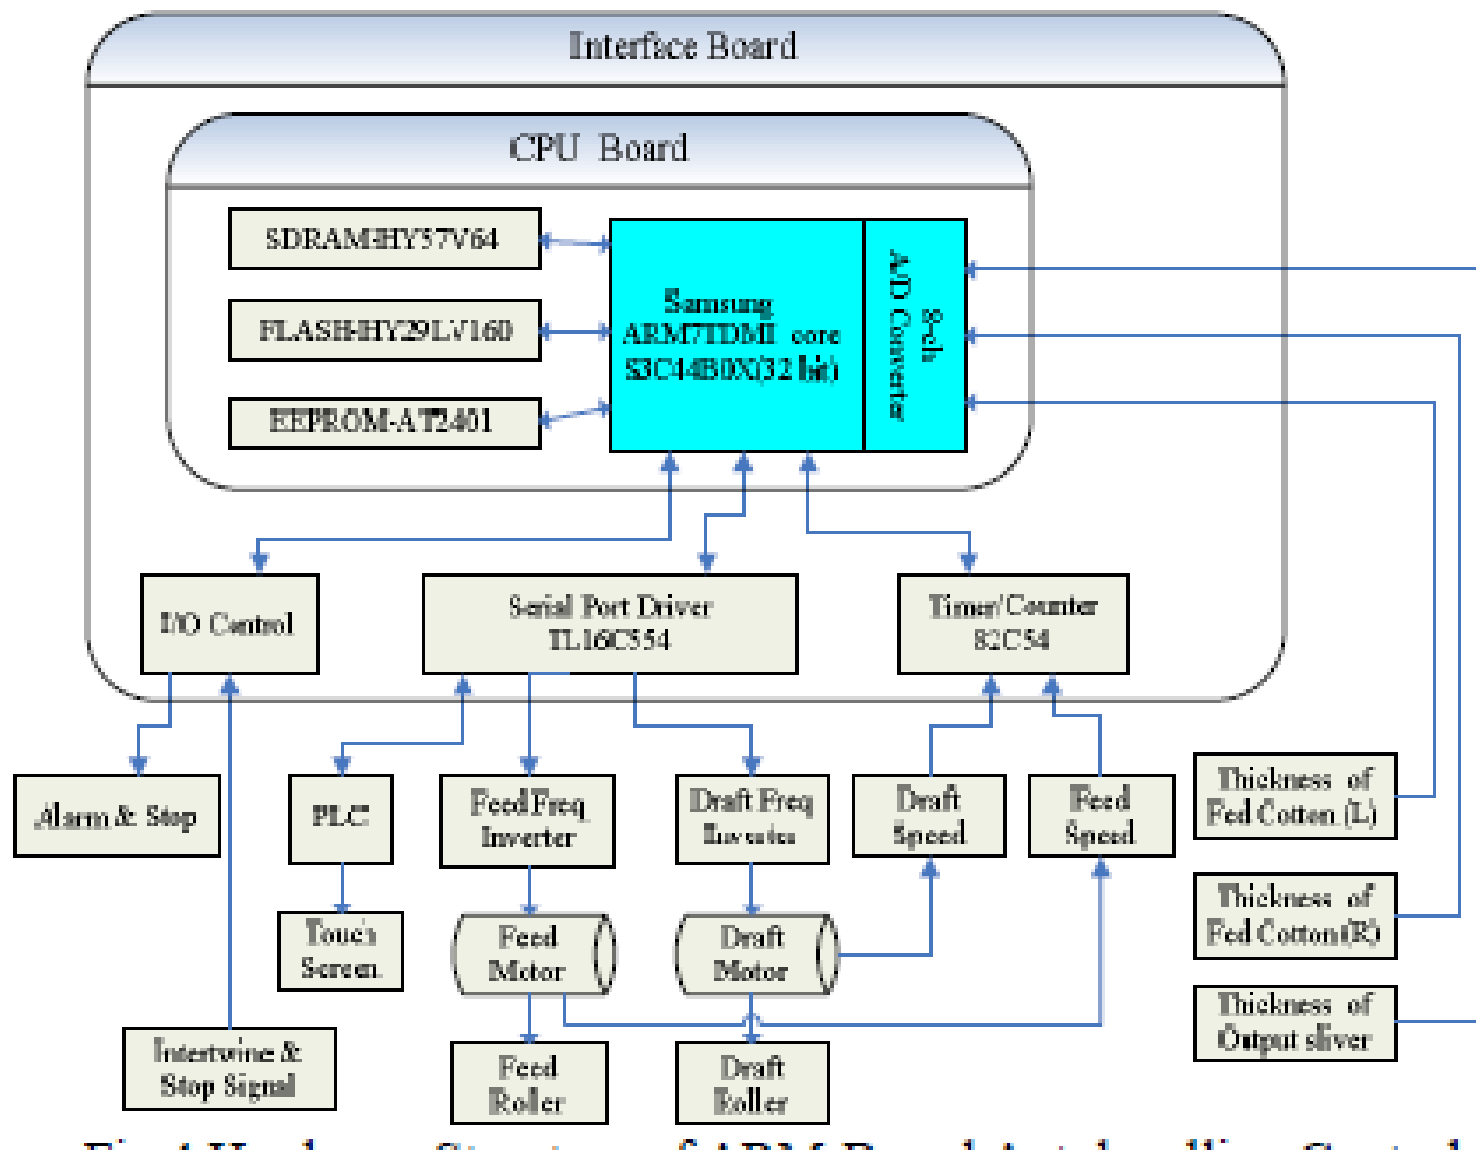 Interface Board
CPU Board
SDRAM-HY57V64
FLASH-HY29LV160
EEPROM-AT2401
Samsung
ARM7TDMI core
S3C44B0X(32 bit)
8-ch
A/D Converter
I/O Control
Serial Port Driver
TL16C554
Timer/Counter
82C54
Alarm & Stop
PLC
Feed Freq
Inverter
Draft Freq
Inverter
Draft
Speed
Feed
Speed
Thickness of
Fed Cotton (L)
Thickness of
Fed Cotton (R)
Thickness of
Output sliver
Touch
Screen
Feed
Motor
Draft
Motor
Intertwine &
Stop Signal
Feed
Roller
Draft
Roller